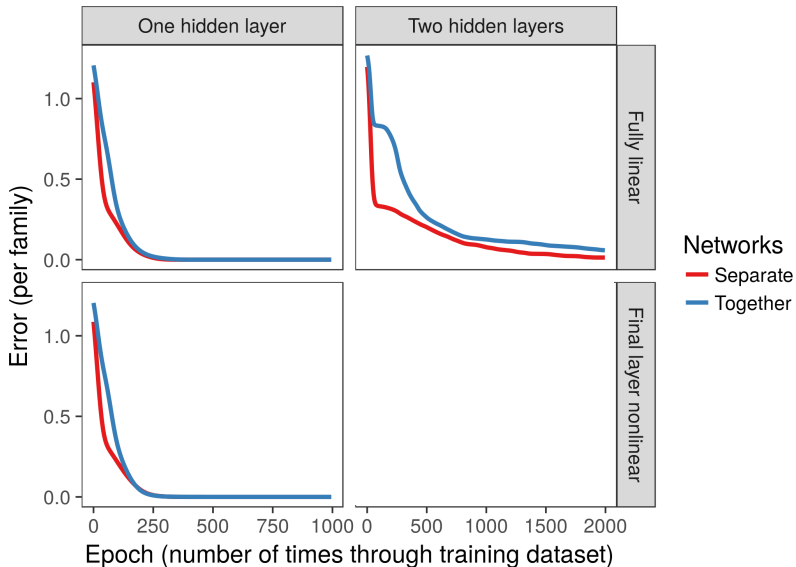 One hidden layer
Two hidden layers
Error (per family)
1.0
0.5
0.0
Fully linear
1.0
0.5
0.0
Final layer nonlinear
0 250 500 750 1000
0 500 1000 1500 2000
Epoch (number of times through training dataset)
Networks
Separate
Together